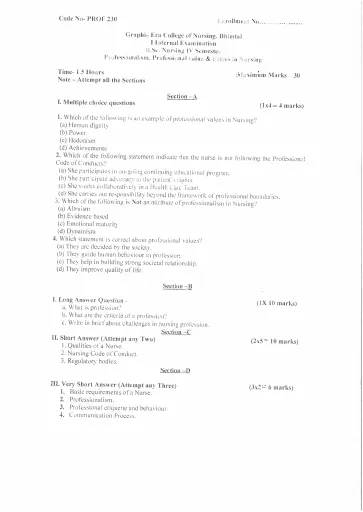 Code No- PROF 230
Enrollment No.....................
Graphic Era College of Nursing, Bhimtal
I Internal Examination
B.Sc. Nursing IV Semester
Professionalism, Professional value & Ethics in Nursing
Time- 1.5 Hours
Maximum Marks - 30
Note – Attempt all the Sections
Section –A
I. Multiple choice questions
(1x4 = 4 marks)
1. Which of the following is an example of professional values in Nursing?
(a) Human dignity
(b) Power
(c) Hedonism
(d) Achievements
2. Which of the following statement indicate that the nurse is not following the Professional
Code of Conducts?
(a) She participates in on-going continuing educational program.
(b) She participate advocacy in the patient's rights
(c) She works collaboratively in a Health Care Team.
(d) She carries out responsibility beyond the framework of professional boundaries.
3. Which of the following is Not an attribute of professionalism in Nursing?
(a) Altruism
(b) Evidence based
(c) Emotional maturity
(d) Dynamism
4. Which statement is correct about professional values?
(a) They are decided by the society.
(b) They guide human behaviour in profession.
(c) They help in building strong societal relationship.
(d) They improve quality of life.
Section –B
I. Long Answer Question–
(1X 10 marks)
a. What is profession?
b. What are the criteria of a profession?
c. Write in brief about challenges in nursing profession.
Section –C
II. Short Answer (Attempt any Two)
(2x5= 10 marks)
1. Qualities of a Nurse.
2. Nursing Code of Conduct.
3. Regulatory bodies.
Section –D
III. Very Short Answer (Attempt any Three)
(3x2= 6 marks)
1. Basic requirements of a Nurse.
2. Professionalism.
3. Professional etiquette and behaviour
4. Communication Process.